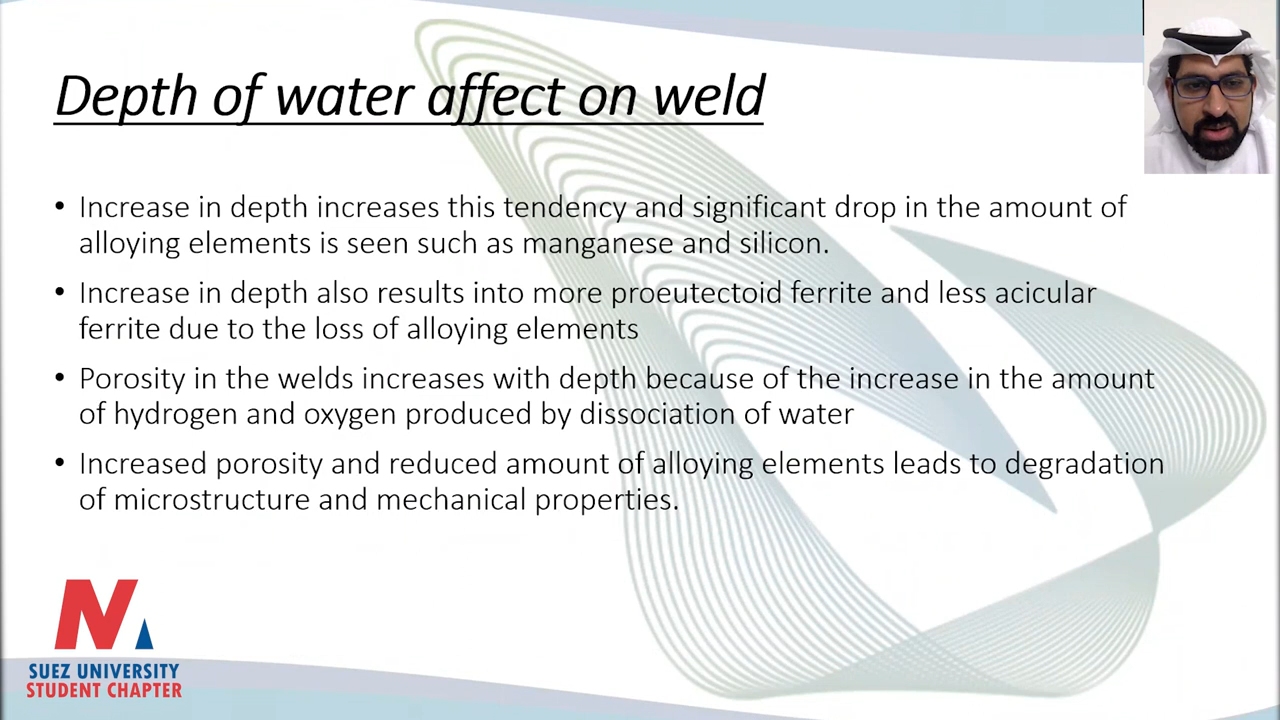 Depth of water affect on weld
• Increase in depth increases this tendency and significant drop in the amount of
alloying elements is seen such as manganese and silicon.
• Increase in depth also results into more proeutectoid ferrite and less acicular
ferrite due to the loss of alloying elements
• Porosity in the welds increases with depth because of the increase in the amount
of hydrogen and oxygen produced by dissociation of water
• Increased porosity and reduced amount of alloying elements leads to degradation
of microstructure and mechanical properties.
SUEZ UNIVERSITY
STUDENT CHAPTER